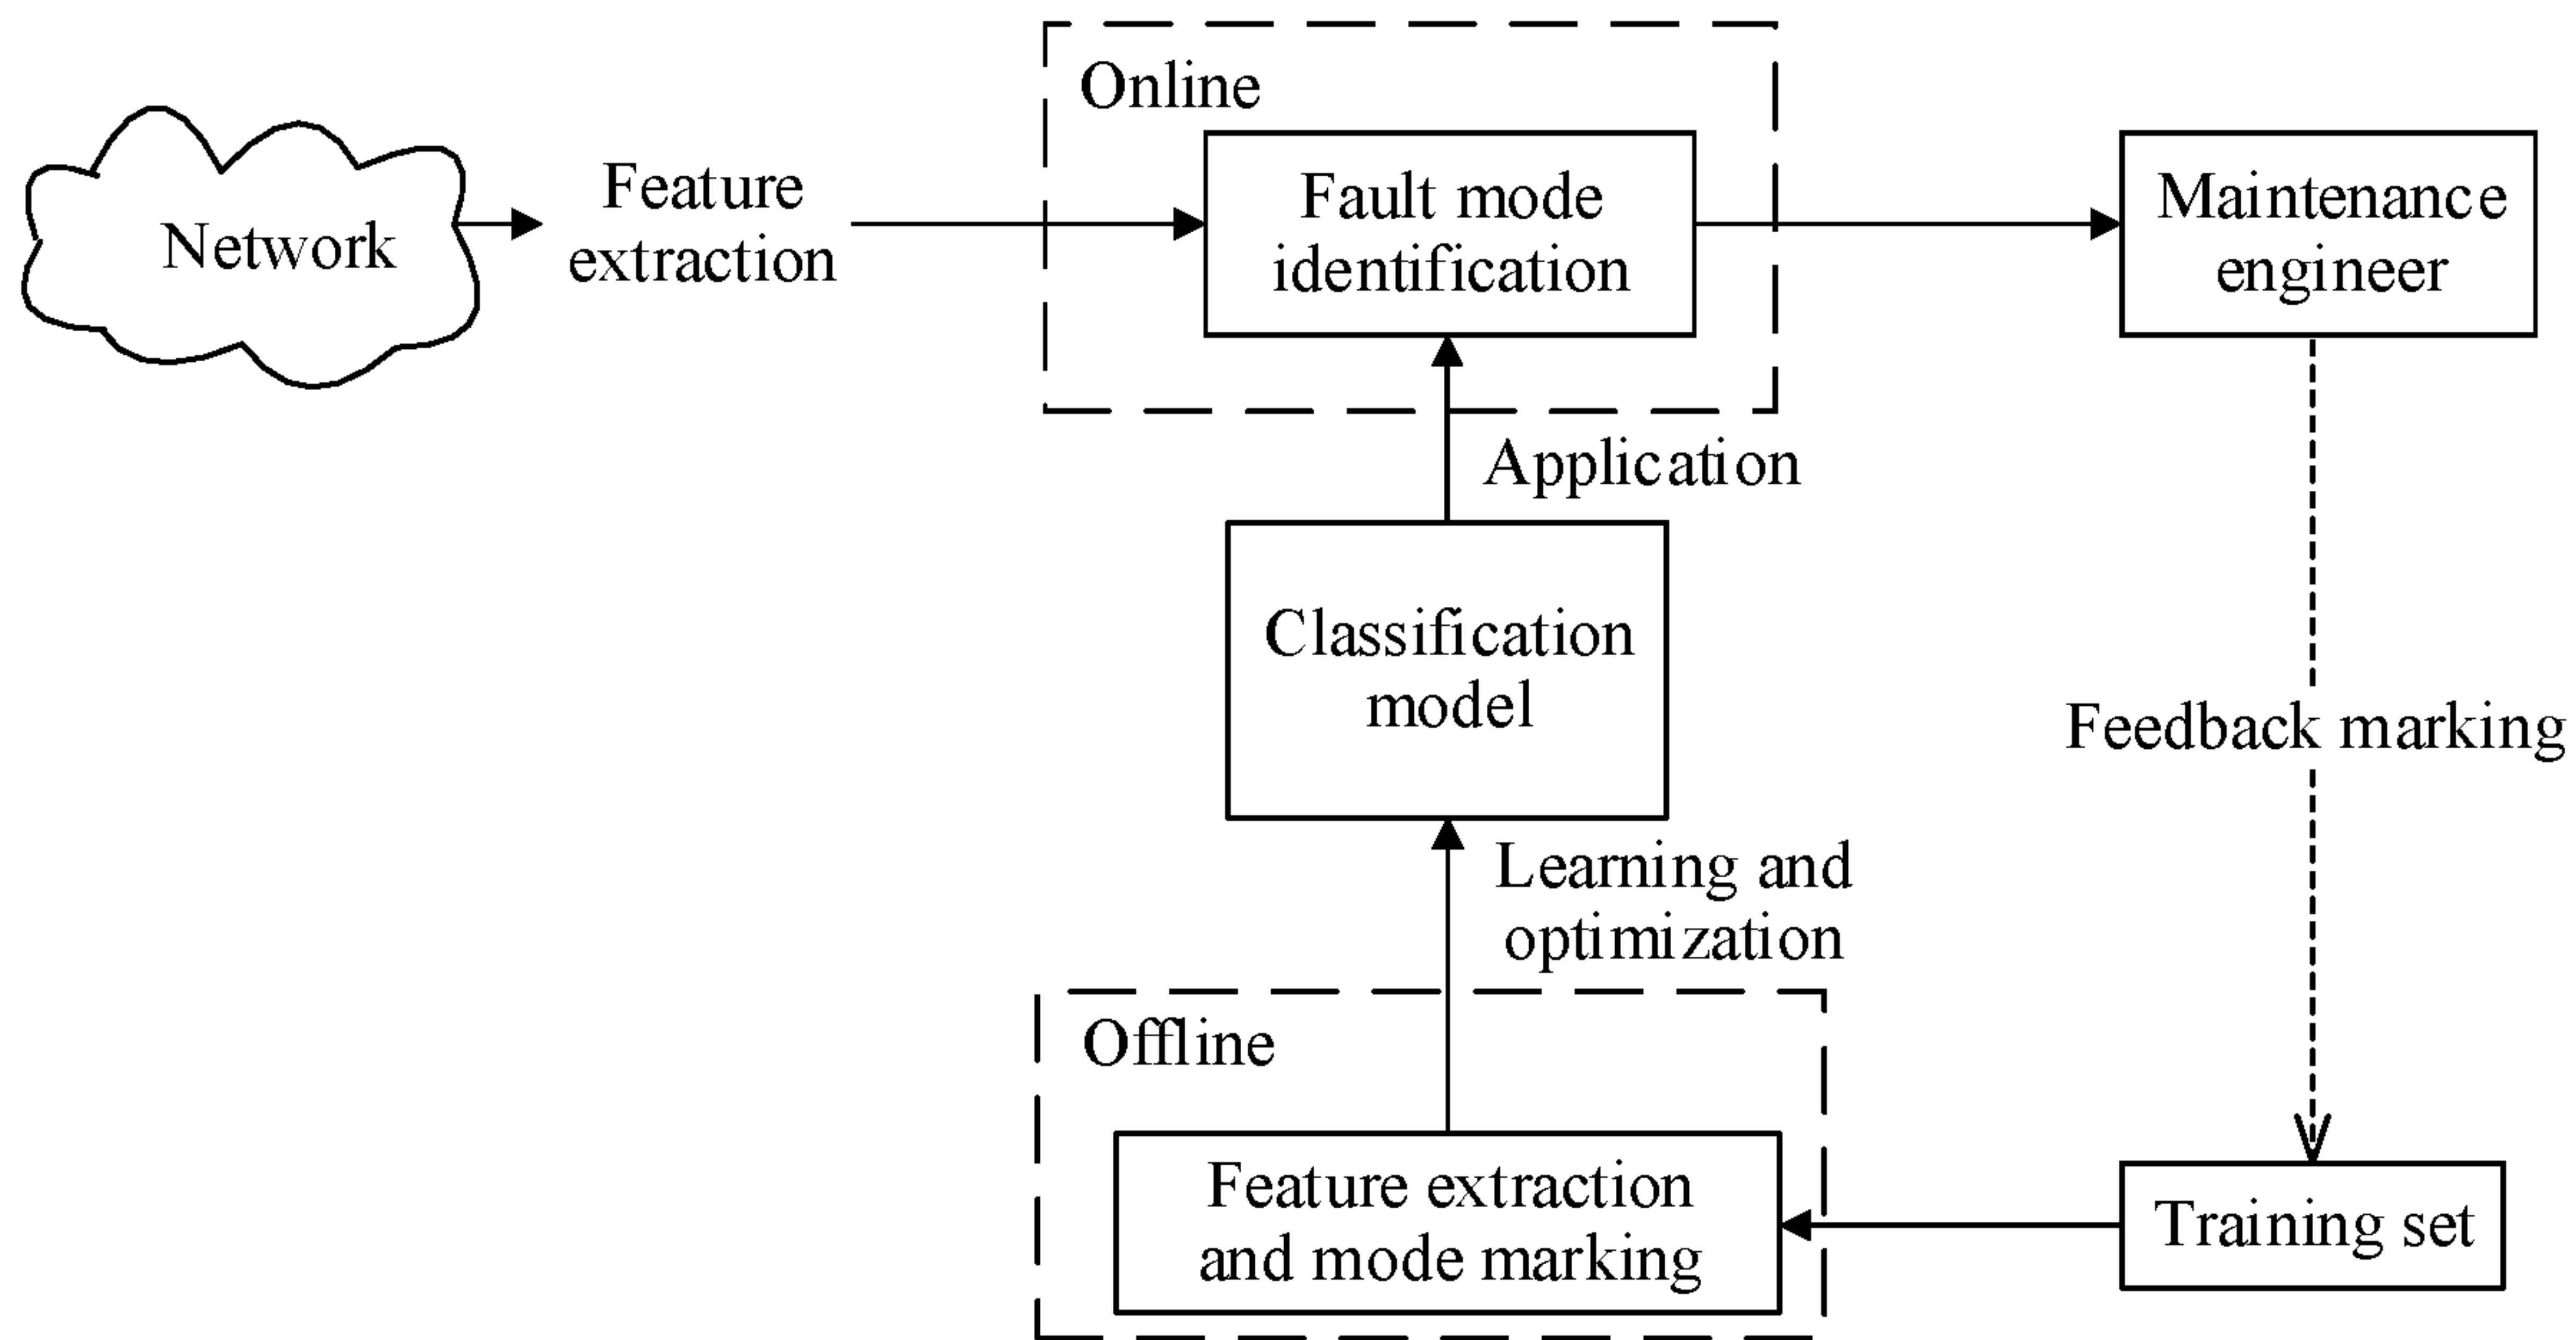 Online
Network
Feature
extraction
Fault mode
identification
Maintenance
engineer
Application
Classification
model
Feedback marking
Learning and
optimization
Offline
Feature extraction
and mode marking
Training set